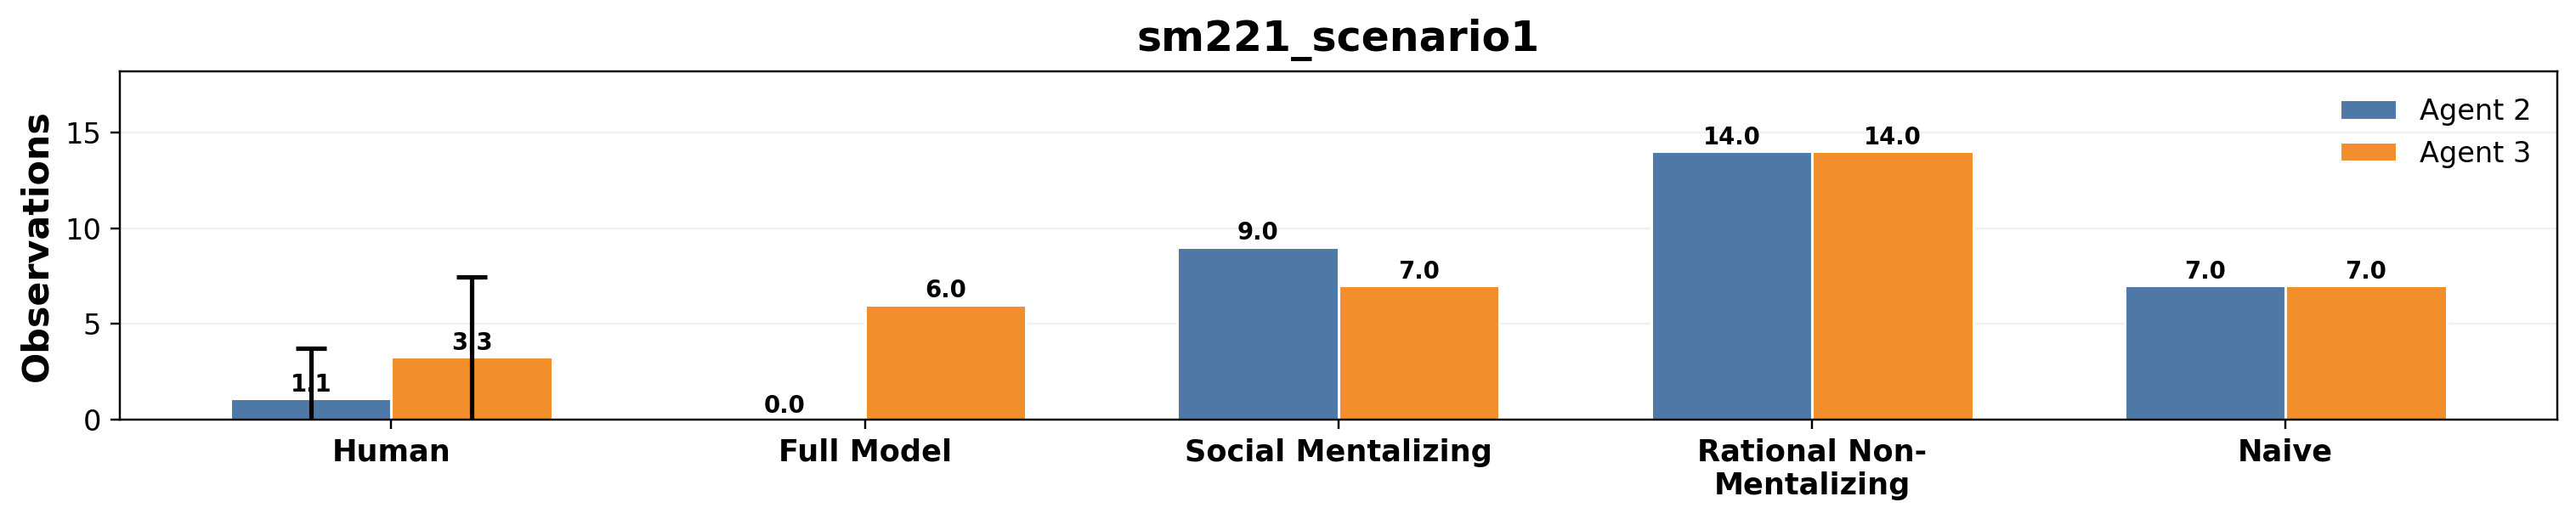 sm221_scenario1
Observations
15
10
5
0
Agent 2
Agent 3
1.1
3.3
0.0
6.0
9.0
7.0
14.0
14.0
7.0
7.0
Human
Full Model
Social Mentalizing
Rational Non-
Mentalizing
Naive